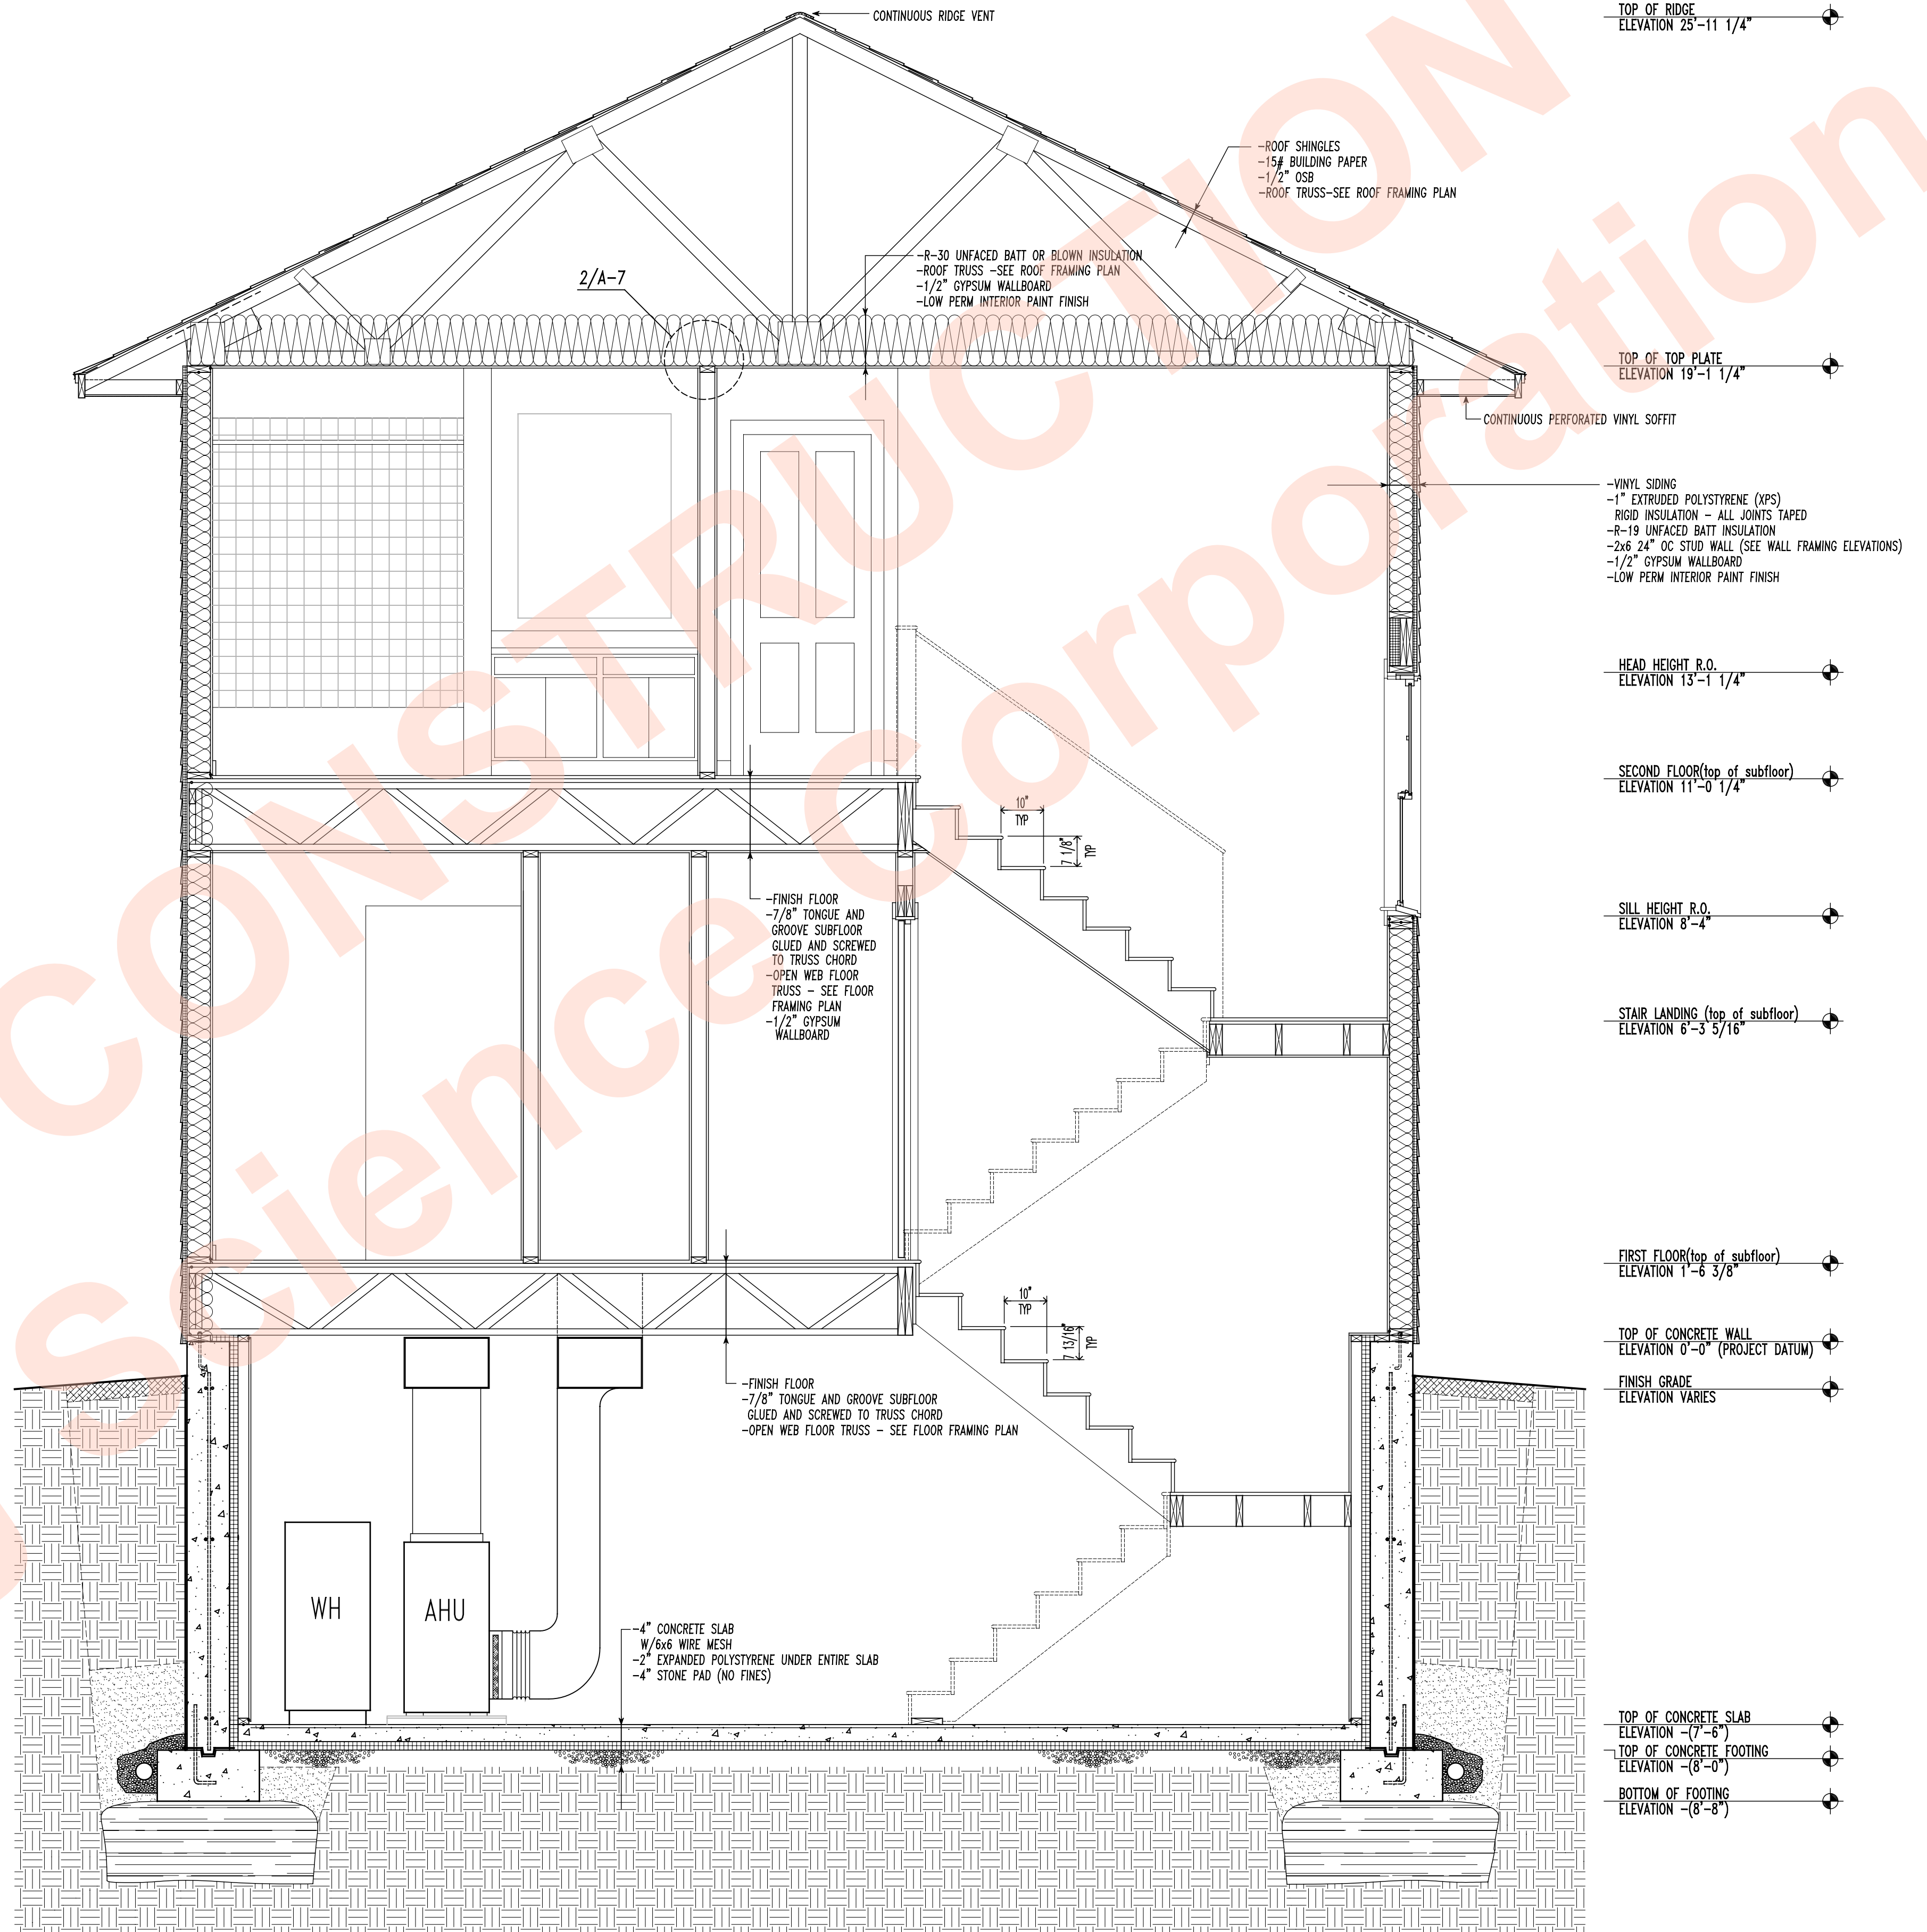 CONTINUOUS RIDGE VENT
TOP OF RIDGE
ELEVATION 25'-11 1/4"
-ROOF SHINGLES
-15# BUILDING PAPER
-1/2" OSB
-ROOF TRUSS-SEE ROOF FRAMING PLAN
-R-30 UNFACED BATT OR BLOWN INSULATION
-ROOF TRUSS -SEE ROOF FRAMING PLAN
-1/2" GYPSUM WALLBOARD
-LOW PERM INTERIOR PAINT FINISH
2/A-7
TOP OF TOP PLATE
ELEVATION 19'-1 1/4"
CONTINUOUS PERFORATED VINYL SOFFIT
-VINYL SIDING
-1" EXTRUDED POLYSTYRENE (XPS)
RIGID INSULATION - ALL JOINTS TAPED
-R-19 UNFACED BATT INSULATION
-2x6 24" OC STUD WALL (SEE WALL FRAMING ELEVATIONS)
-1/2" GYPSUM WALLBOARD
-LOW PERM INTERIOR PAINT FINISH
HEAD HEIGHT R.O.
ELEVATION 13'-1 1/4"
SECOND FLOOR(top of subfloor)
ELEVATION 11'-0 1/4"
10"
TYP
7 1/8"
TYP
-FINISH FLOOR
-7/8" TONGUE AND
GROOVE SUBFLOOR
GLUED AND SCREWED
TO TRUSS CHORD
-OPEN WEB FLOOR
TRUSS - SEE FLOOR
FRAMING PLAN
-1/2" GYPSUM
WALLBOARD
SILL HEIGHT R.O.
ELEVATION 8'-4"
STAIR LANDING (top of subfloor)
ELEVATION 6'-3 5/16"
FIRST FLOOR(top of subfloor)
ELEVATION 1'-6 3/8"
10"
TYP
7 13/16"
TYP
TOP OF CONCRETE WALL
ELEVATION 0'-0" (PROJECT DATUM)
FINISH GRADE
ELEVATION VARIES
-FINISH FLOOR
-7/8" TONGUE AND GROOVE SUBFLOOR
GLUED AND SCREWED TO TRUSS CHORD
-OPEN WEB FLOOR TRUSS - SEE FLOOR FRAMING PLAN
WH
AHU
-4" CONCRETE SLAB
W/6x6 WIRE MESH
-2" EXPANDED POLYSTYRENE UNDER ENTIRE SLAB
-4" STONE PAD (NO FINES)
TOP OF CONCRETE SLAB
ELEVATION -(7'-6")
TOP OF CONCRETE FOOTING
ELEVATION -(8'-0")
BOTTOM OF FOOTING
ELEVATION -(8'-8")
CONSTRUCTION
Science Corporation